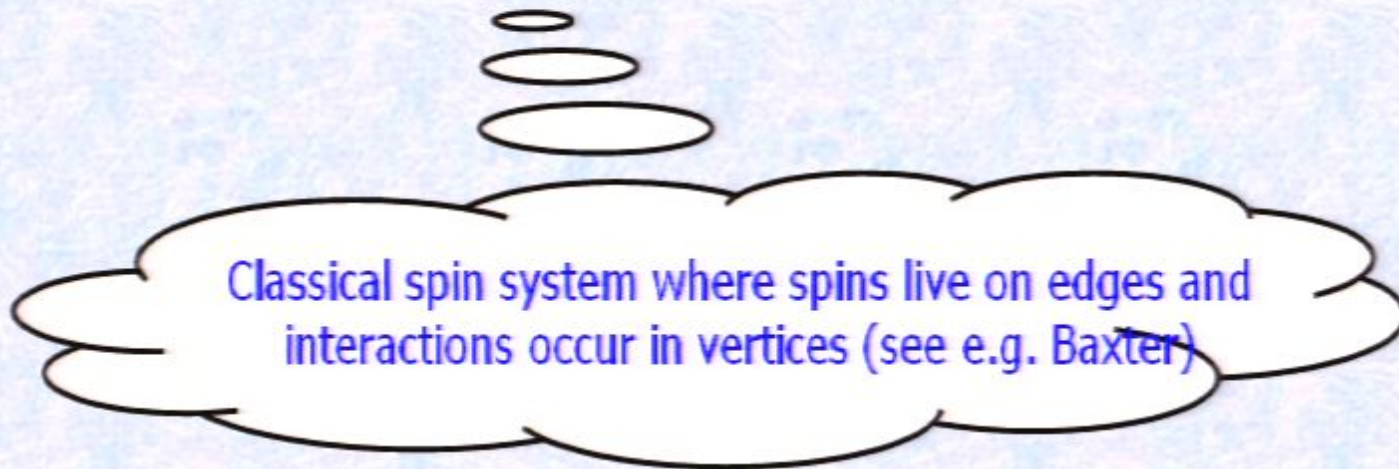 Classical spin system where spins live on edges and
interactions occur in vertices (see e.g. Baxter)